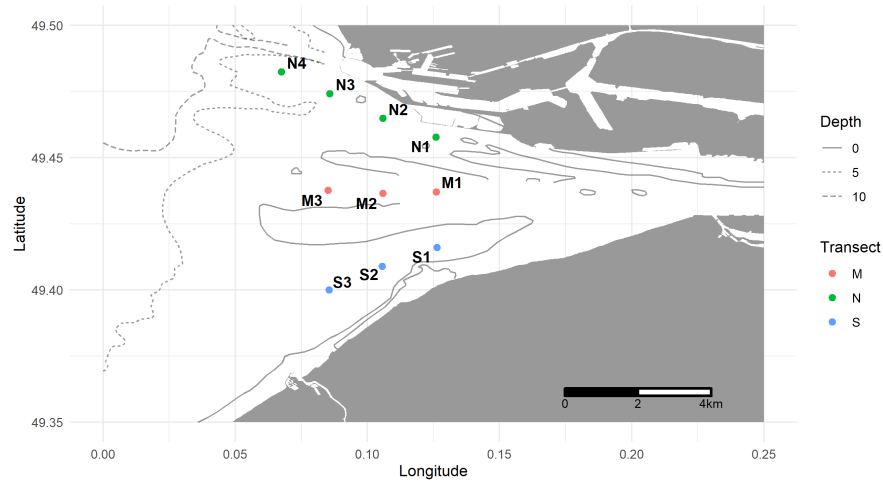 49.50
49.45
49.40
49.35
Latitude
N4
N3
N2
N1
M1
M2
M3
S1
S2
S3
0
2
4km
0.00
0.05
0.10
0.15
0.20
0.25
Longitude
Depth
0
5
10
Transect
M
N
S